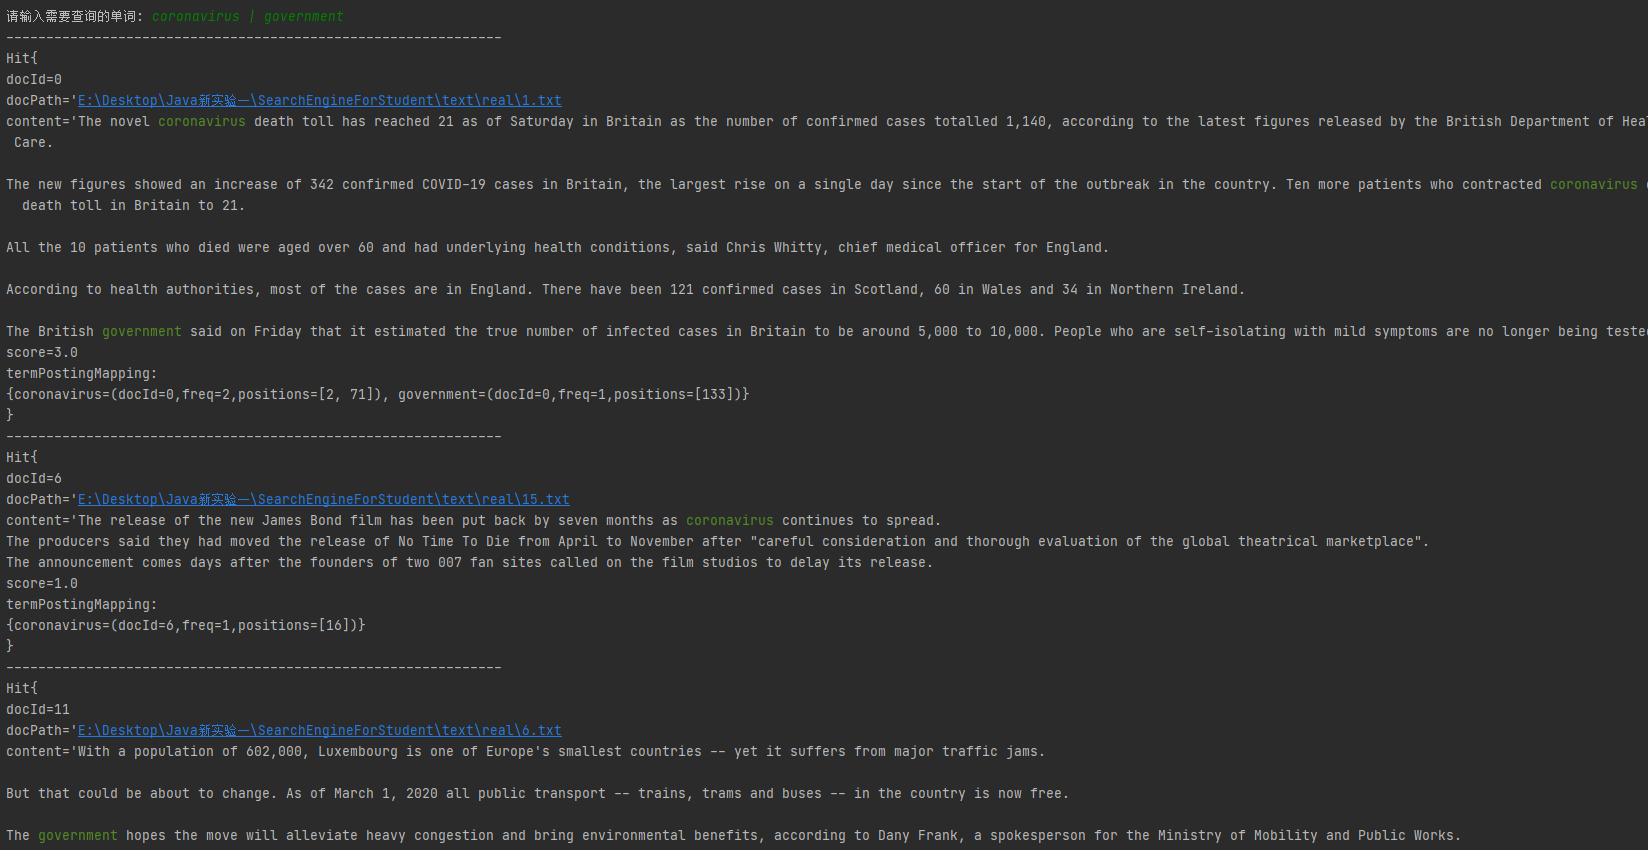 请输入需要查询的单词: coronavirus | government
--------------------------------------------------------------
Hit{
docId=0
docPath='E:\Desktop\Java新实验一\SearchEngineForStudent\text\real\1.txt
content='The novel coronavirus death toll has reached 21 as of Saturday in Britain as the number of confirmed cases totalled 1,140, according to the latest figures released by the British Department of
 Care.

The new figures showed an increase of 342 confirmed COVID-19 cases in Britain, the largest rise on a single day since the start of the outbreak in the country. Ten more patients who contracted coronavirus
  death toll in Britain to 21.

All the 10 patients who died were aged over 60 and had underlying health conditions, said Chris Whitty, chief medical officer for England.

According to health authorities, most of the cases are in England. There have been 121 confirmed cases in Scotland, 60 in Wales and 34 in Northern Ireland.

The British government said on Friday that it estimated the true number of infected cases in Britain to be around 5,000 to 10,000. People who are self-isolating with mild symptoms are no longer being
score=3.0
termPostingMapping:
{coronavirus=(docId=0,freq=2,positions=[2, 71]), government=(docId=0,freq=1,positions=[133])}
}
--------------------------------------------------------------
Hit{
docId=6
docPath='E:\Desktop\Java新实验一\SearchEngineForStudent\text\real\15.txt
content='The release of the new James Bond film has been put back by seven months as coronavirus continues to spread.
The producers said they had moved the release of No Time To Die from April to November after "careful consideration and thorough evaluation of the global theatrical marketplace".
The announcement comes days after the founders of two 007 fan sites called on the film studios to delay its release.
score=1.0
termPostingMapping:
{coronavirus=(docId=6,freq=1,positions=[16])}
}
--------------------------------------------------------------
Hit{
docId=11
docPath='E:\Desktop\Java新实验一\SearchEngineForStudent\text\real\6.txt
content='With a population of 602,000, Luxembourg is one of Europe's smallest countries -- yet it suffers from major traffic jams.

But that could be about to change. As of March 1, 2020 all public transport -- trains, trams and buses -- in the country is now free.

The government hopes the move will alleviate heavy congestion and bring environmental benefits, according to Dany Frank, a spokesperson for the Ministry of Mobility and Public Works.